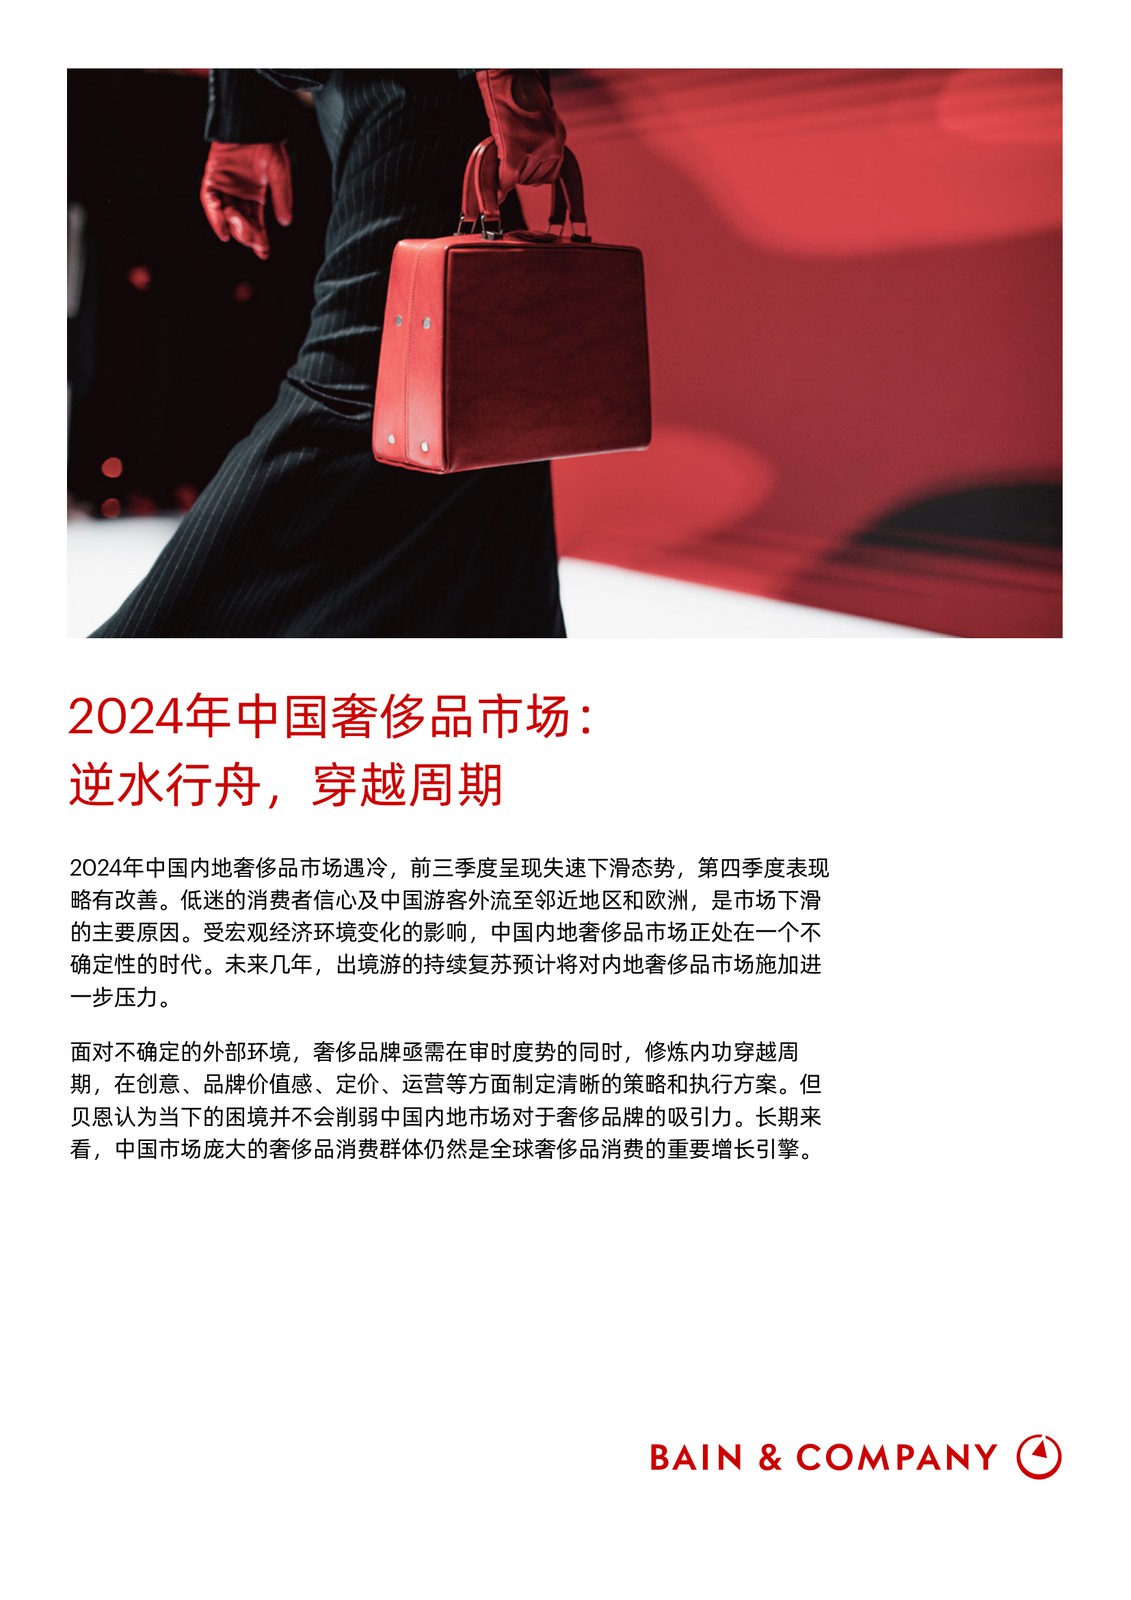 2024年中国奢侈品市场：
逆水行舟，穿越周期
2024年中国内地奢侈品市场遇冷，前三季度呈现失速下滑态势，第四季度表现
略有改善。低迷的消费者信心及中国游客外流至邻近地区和欧洲，是市场下滑
的主要原因。受宏观经济环境变化的影响，中国内地奢侈品市场正处在一个不
确定性的时代。未来几年，出境游的持续复苏预计将对内地奢侈品市场施加进
一步压力。
面对不确定的外部环境，奢侈品牌亟需在审时度势的同时，修炼内功穿越周
期，在创意、品牌价值感、定价、运营等方面制定清晰的策略和执行方案。但
贝恩认为当下的困境并不会削弱中国内地市场对于奢侈品牌的吸引力。长期来
看，中国市场庞大的奢侈品消费群体仍然是全球奢侈品消费的重要增长引擎。
BAIN & COMPANY